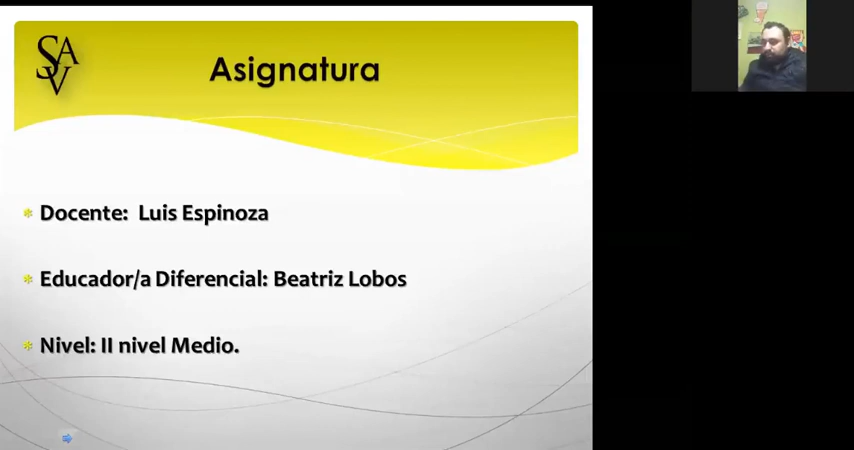 SAV
Asignatura
Docente: Luis Espinoza
Educador/a Diferencial: Beatriz Lobos
Nivel: II nivel Medio.